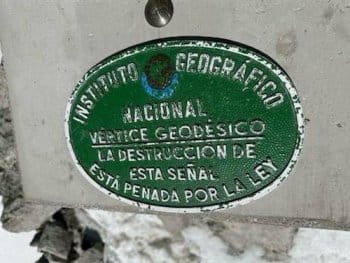 INSTITUTO GEOGRÁFICO
NACIONAL
VÉRTICE GEODÉSICO
LA DESTRUCCIÓN DE
ESTA SEÑAL
ESTÁ PENADA POR LA LEY